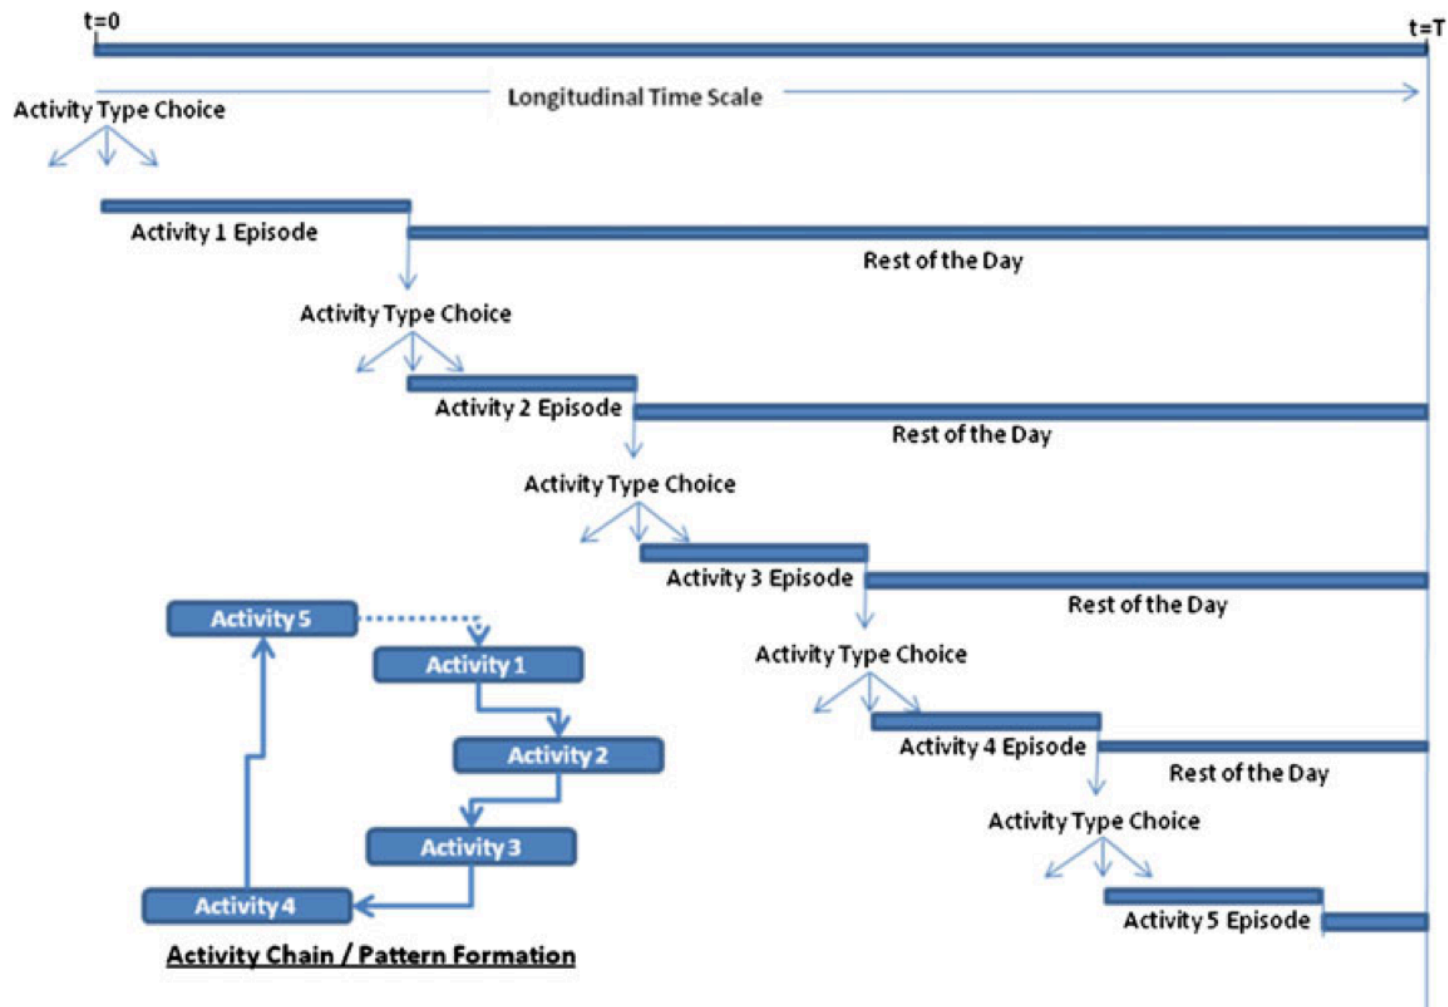 t=0
t=T
Longitudinal Time Scale
Activity Type Choice
Activity 1 Episode
Rest of the Day
Activity Type Choice
Activity 2 Episode
Rest of the Day
Activity Type Choice
Activity 3 Episode
Rest of the Day
Activity Type Choice
Activity 4 Episode
Rest of the Day
Activity Type Choice
Activity 5 Episode
Activity 5
Activity 1
Activity 2
Activity 3
Activity 4
Activity Chain / Pattern Formation